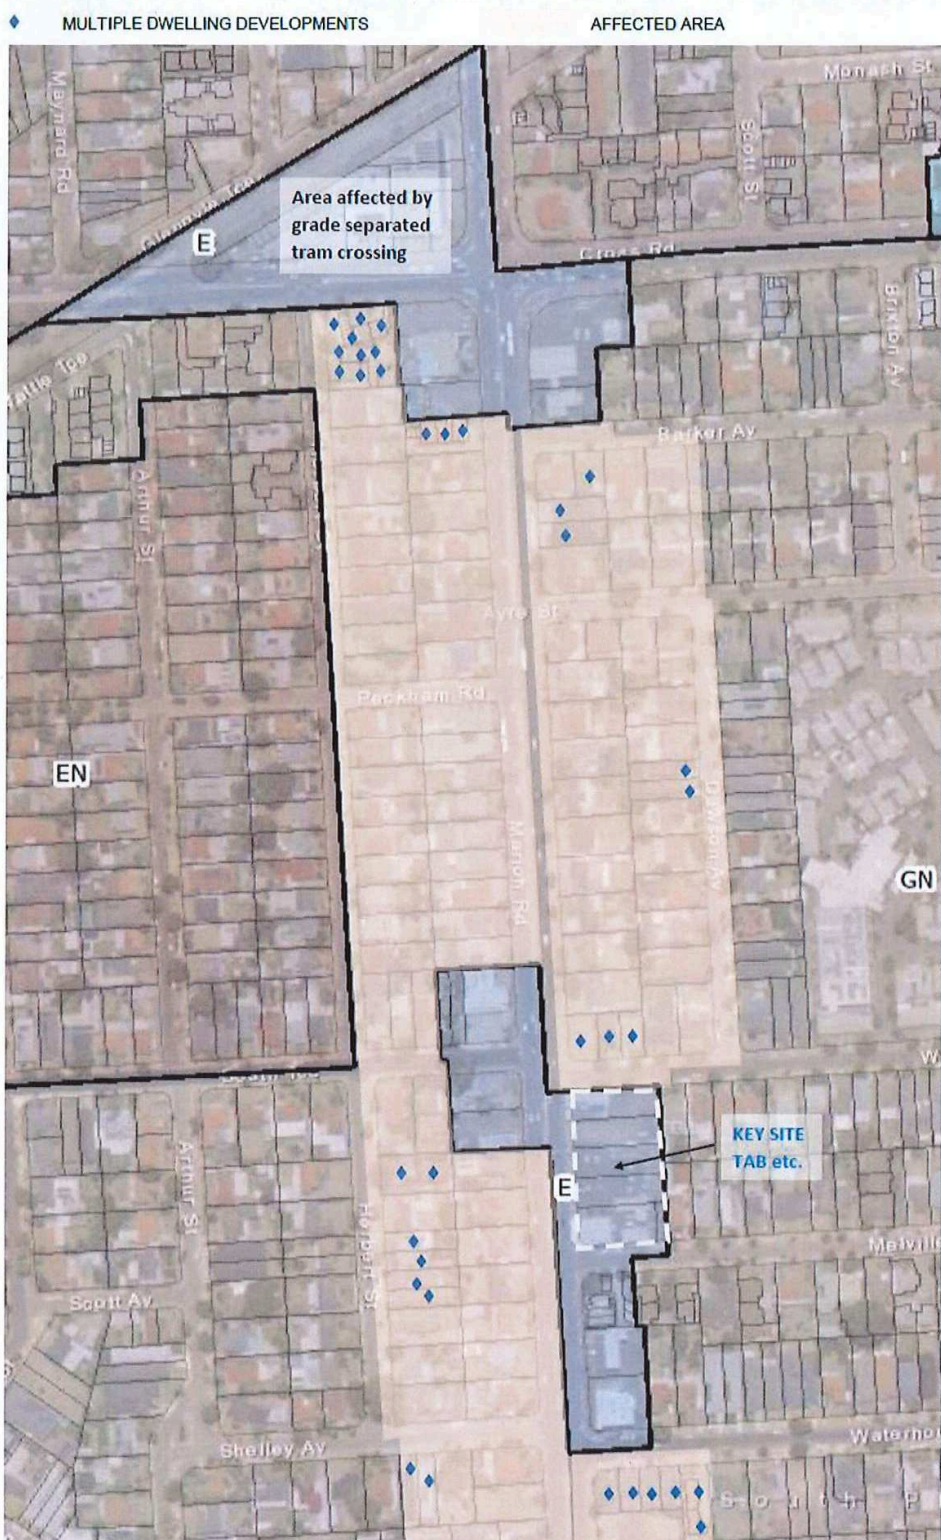 MULTIPLE DWELLING DEVELOPMENTS
AFFECTED AREA
Maynard Rd
Monash St
Scott St
Area affected by
grade separated
tram crossing
E
Cross Rd
Brixton Av
Tattle Tce
Barker Av
Arthur St
Ayre St
Peckham Rd
EN
Marion Rd
GN
W
KEY SITE
TAB etc.
E
Arthur St
Herbert St
Melville
Scott Av
Shelley Av
Waterhou
South P